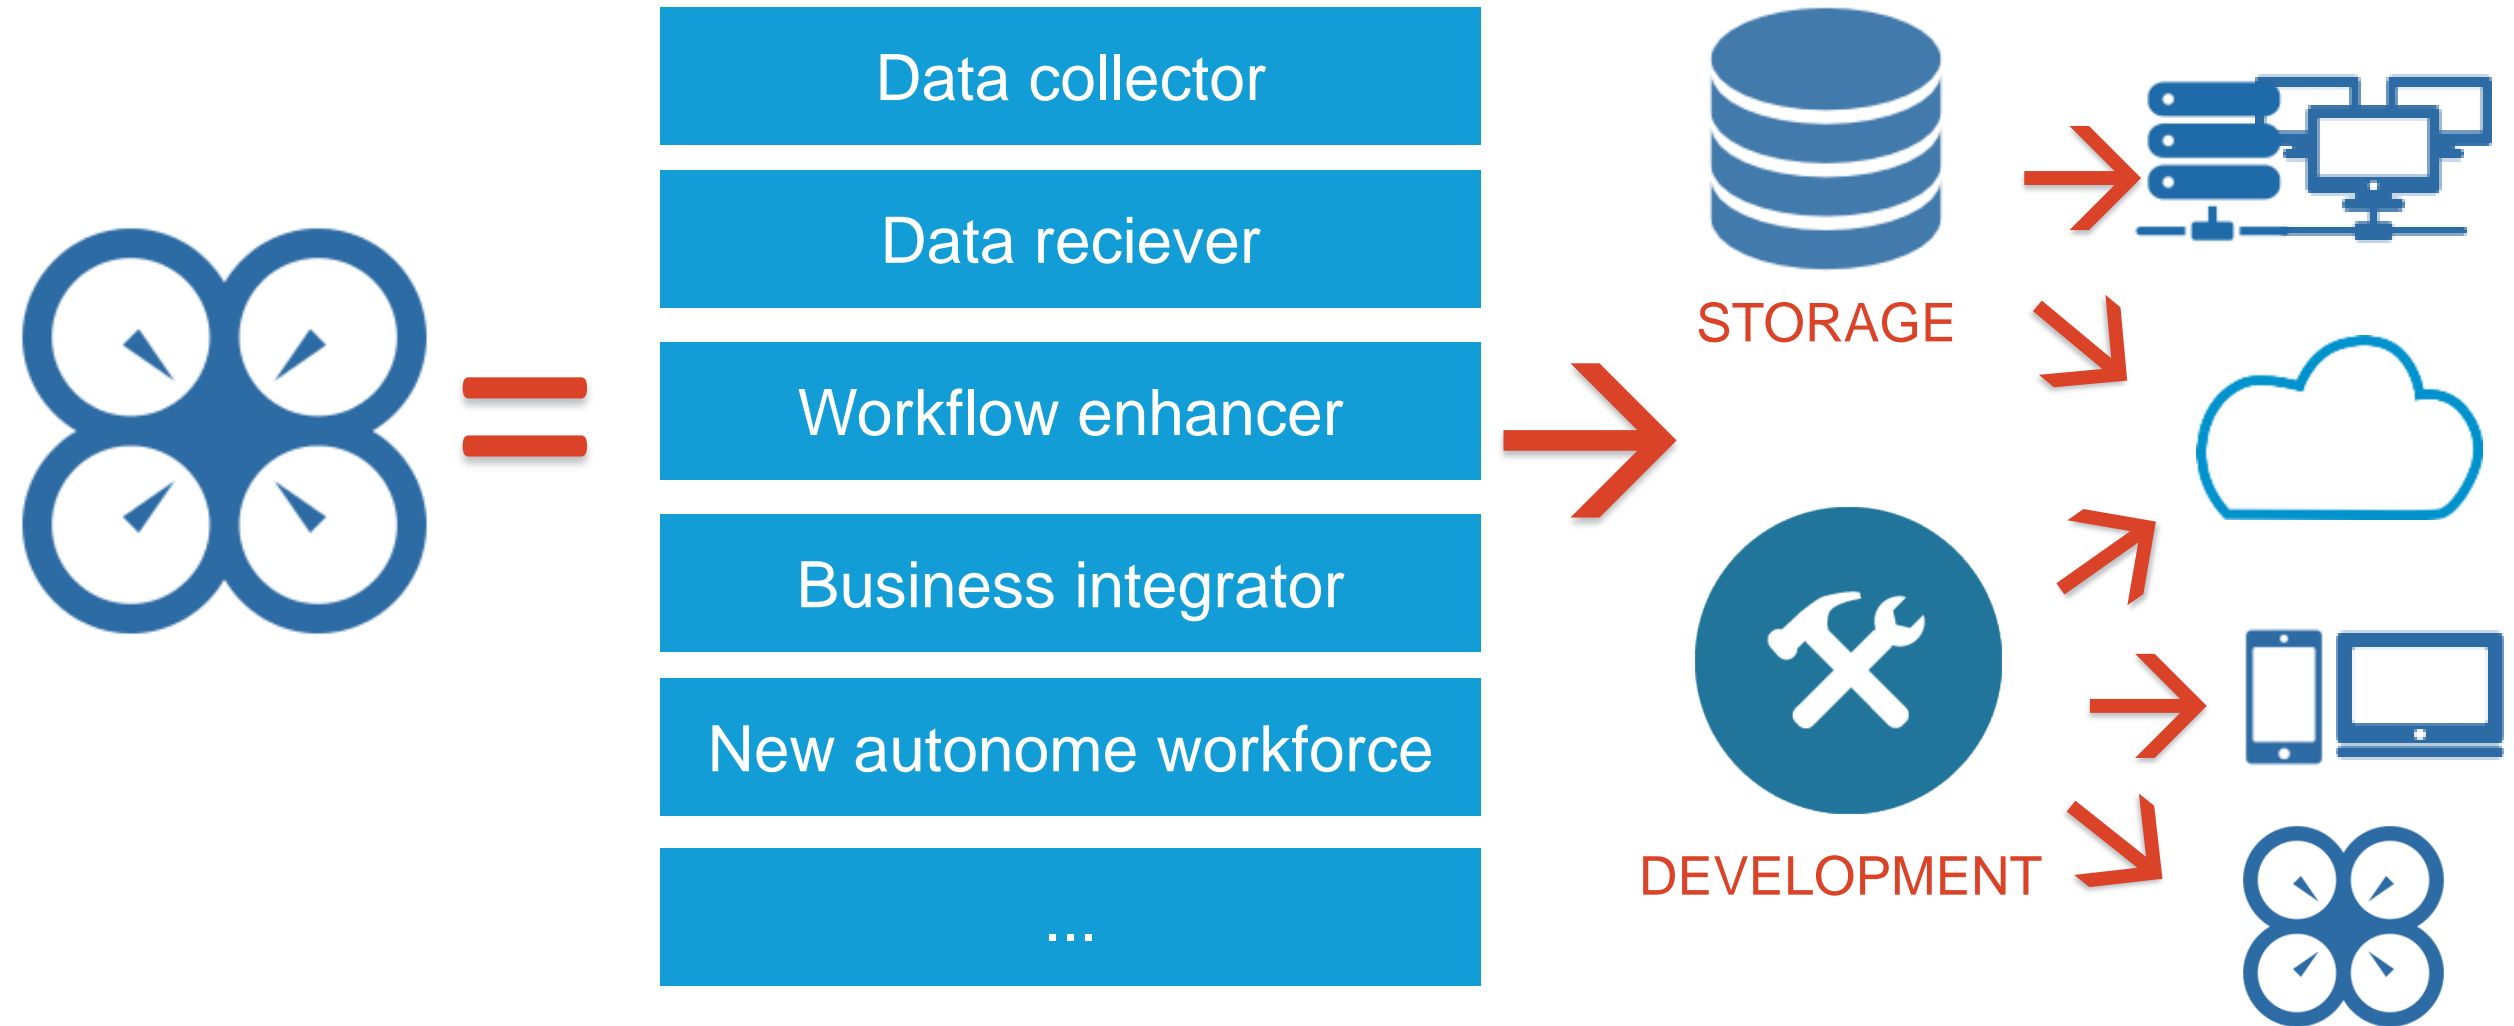 Data collector
Data reciever
Workflow enhancer
Business integrator
New autonome workforce
...
STORAGE
DEVELOPMENT